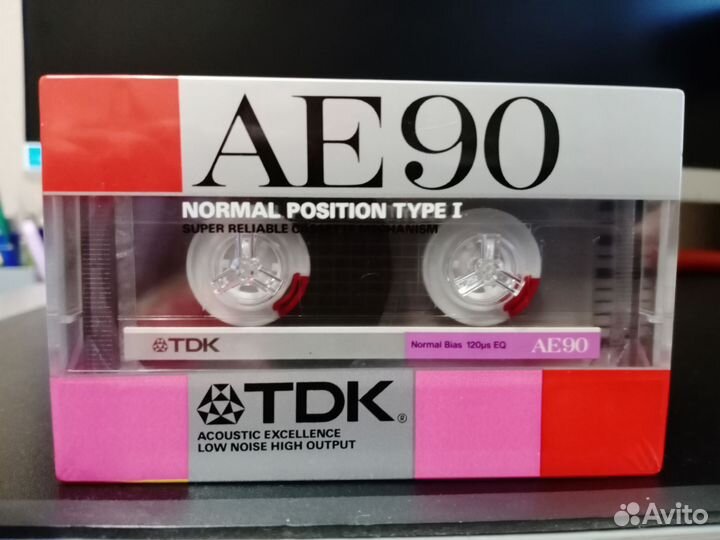 AE90
NORMAL POSITION TYPE I
SUPER RELIABLE CASSETTE MECHANISM
TDK
Normal Bias 120µs EQ AE90
TDK®
ACOUSTIC EXCELLENCE
LOW NOISE HIGH OUTPUT
Avito